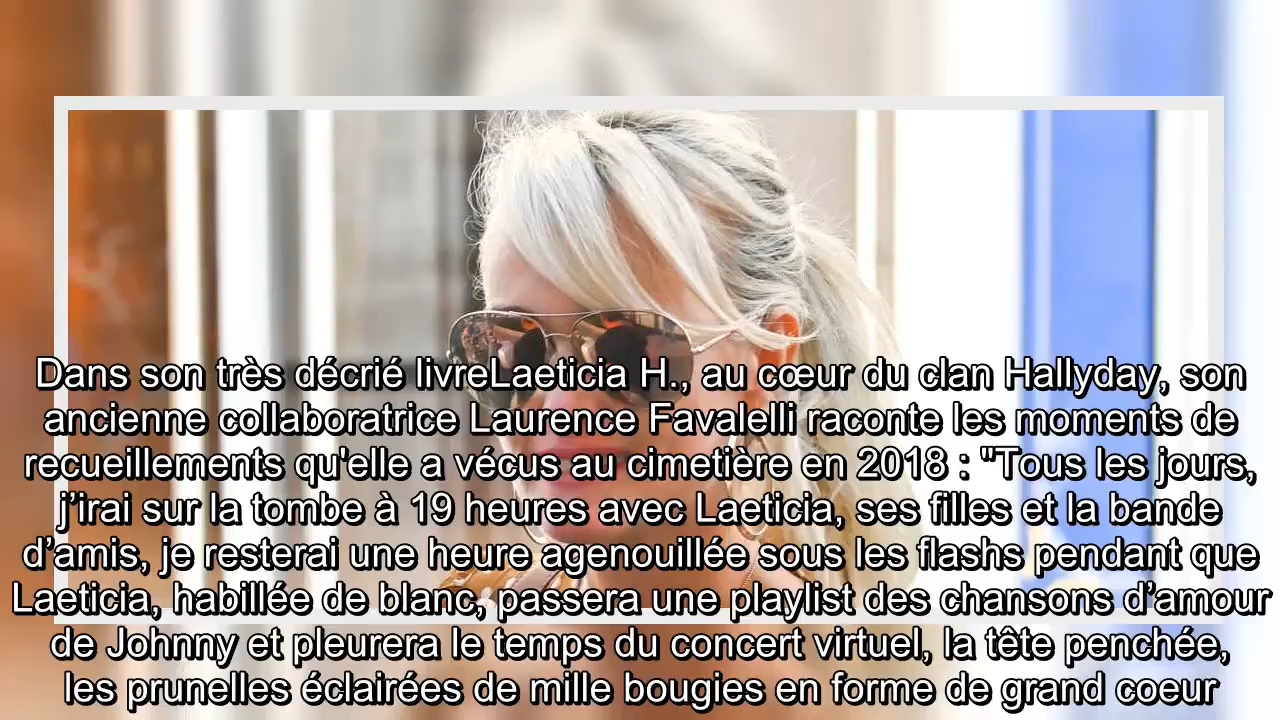 Dans son très décrié livreLaeticia H., au cœur du clan Hallyday, son
ancienne collaboratrice Laurence Favalelli raconte les moments de
recueillements qu'elle a vécus au cimetière en 2018 : "Tous les jours,
j’irai sur la tombe à 19 heures avec Laeticia, ses filles et la bande
d’amis, je resterai une heure agenouillée sous les flashs pendant que
Laeticia, habillée de blanc, passera une playlist des chansons d’amour
de Johnny et pleurera le temps du concert virtuel, la tête penchée,
les prunelles éclairées de mille bougies en forme de grand coeur